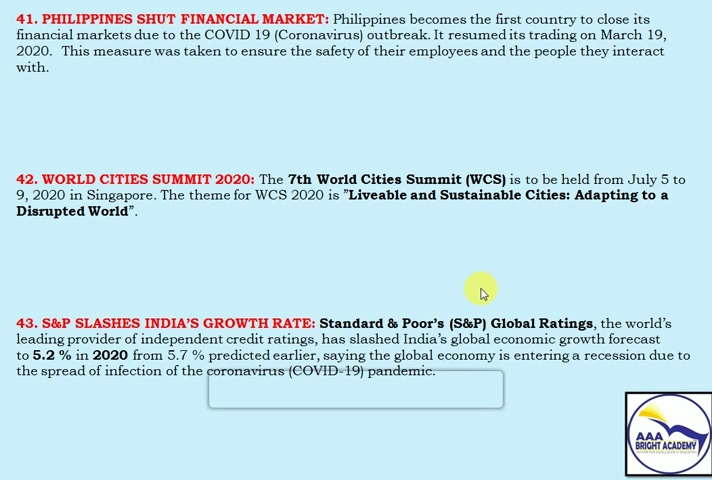 41. PHILIPPINES SHUT FINANCIAL MARKET: Philippines becomes the first country to close its
financial markets due to the COVID 19 (Coronavirus) outbreak. It resumed its trading on March 19,
2020.  This measure was taken to ensure the safety of their employees and the people they interact
with.
42. WORLD CITIES SUMMIT 2020: The 7th World Cities Summit (WCS) is to be held from July 5 to
9, 2020 in Singapore. The theme for WCS 2020 is ”Liveable and Sustainable Cities: Adapting to a
Disrupted World”.
43. S&P SLASHES INDIA’S GROWTH RATE: Standard & Poor’s (S&P) Global Ratings, the world’s
leading provider of independent credit ratings, has slashed India’s global economic growth forecast
to 5.2 % in 2020 from 5.7 % predicted earlier, saying the global economy is entering a recession due to
the spread of infection of the coronavirus (COVID-19) pandemic.
AAA
BRIGHT ACADEMY